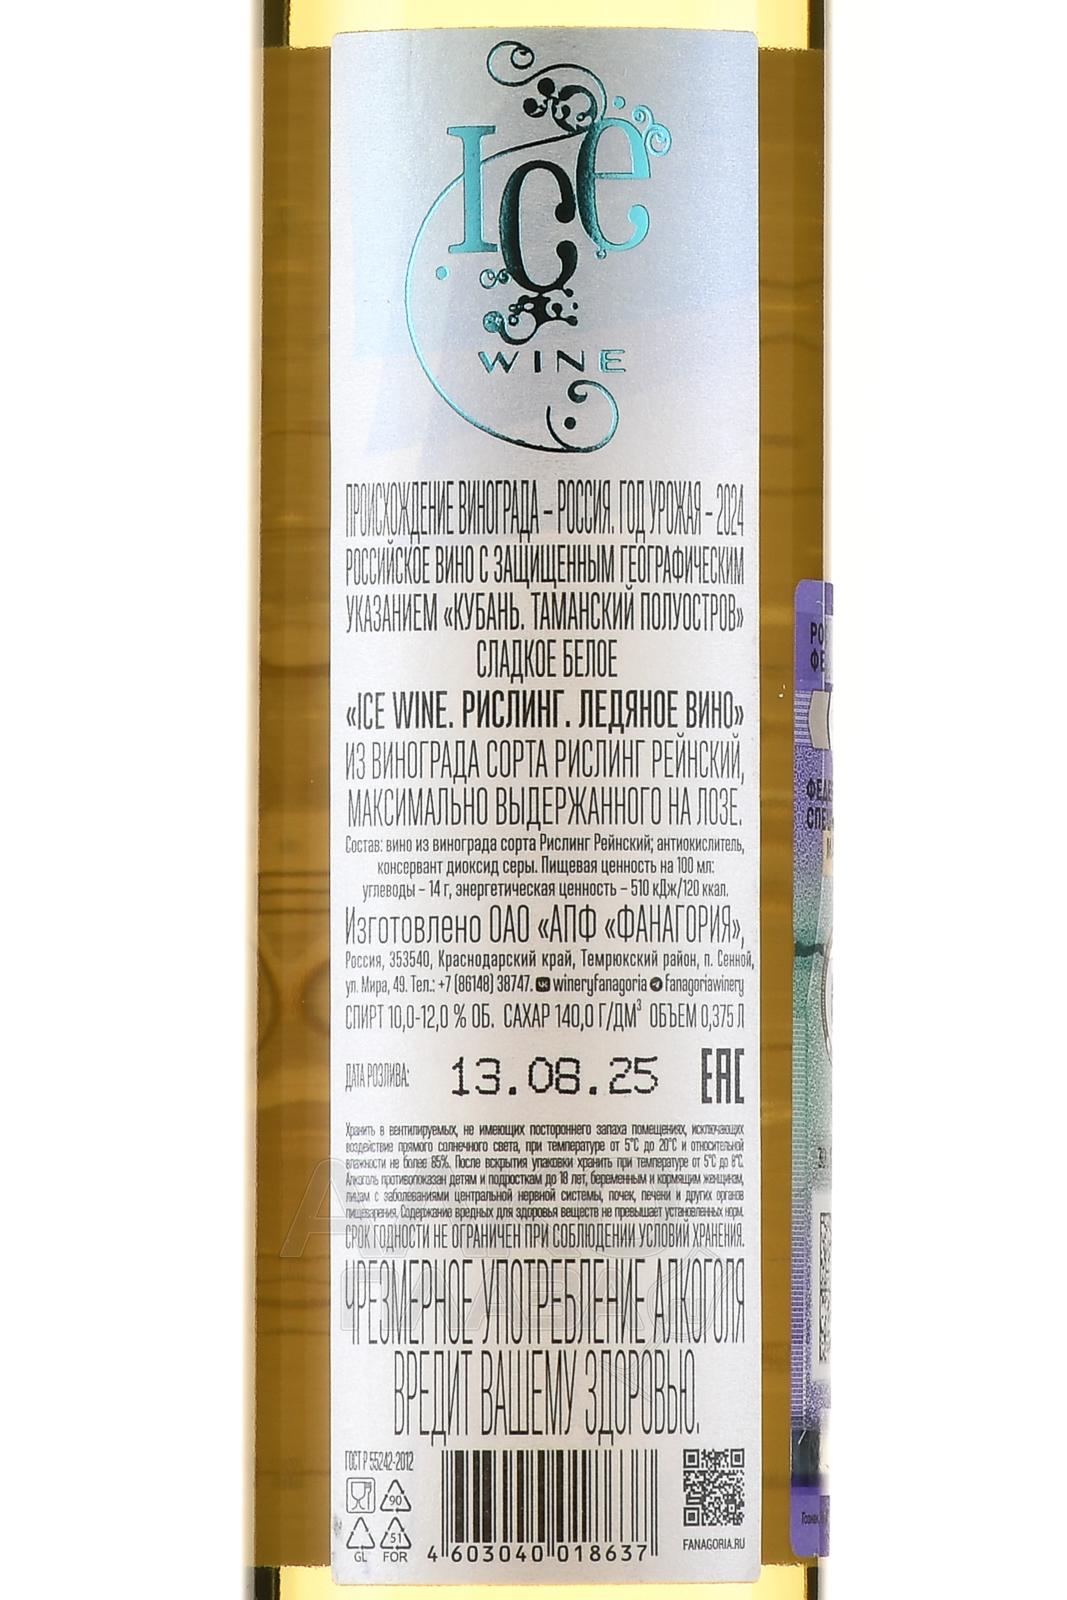 ICE
WINE
ПРОИСХОЖДЕНИЕ ВИНОГРАДА – РОССИЯ. ГОД УРОЖАЯ – 2024
РОССИЙСКОЕ ВИНО С ЗАЩИЩЕННЫМ ГЕОГРАФИЧЕСКИМ
УКАЗАНИЕМ «КУБАНЬ. ТАМАНСКИЙ ПОЛУОСТРОВ»
СЛАДКОЕ БЕЛОЕ
«ICE WINE. РИСЛИНГ. ЛЕДЯНОЕ ВИНО»
ИЗ ВИНОГРАДА СОРТА РИСЛИНГ РЕЙНСКИЙ,
МАКСИМАЛЬНО ВЫДЕРЖАННОГО НА ЛОЗЕ.
Состав: вино из винограда сорта Рислинг Рейнский; антиокислитель,
консервант диоксид серы. Пищевая ценность на 100 мл:
углеводы – 14 г, энергетическая ценность – 510 кДж/120 ккал.
Изготовлено ОАО «АПФ «ФАНАГОРИЯ»,
Россия, 353540, Краснодарский край, Темрюкский район, п. Сенной,
ул. Мира, 49. Тел.: +7 (86148) 38747. wineryfanagoria fanagoriawinery
СПИРТ 10,0-12,0 % ОБ. САХАР 140,0 Г/ДМ³ ОБЪЕМ 0,375 Л
ДАТА РОЗЛИВА: 13.08.25 ЕАС
Хранить в вентилируемых, не имеющих постороннего запаха помещениях, исключающих
воздействие прямого солнечного света, при температуре от 5°С до 20°С и относительной
влажности не более 85%. После вскрытия упаковки хранить при температуре от 5°С до 8°С.
Алкоголь противопоказан детям и подросткам до 18 лет, беременным и кормящим женщинам,
лицам с заболеваниями центральной нервной системы, почек, печени и других органов
пищеварения. Содержание вредных для здоровья веществ не превышает установленных норм.
СРОК ГОДНОСТИ НЕ ОГРАНИЧЕН ПРИ СОБЛЮДЕНИИ УСЛОВИЙ ХРАНЕНИЯ.
ЧРЕЗМЕРНОЕ УПОТРЕБЛЕНИЕ АЛКОГОЛЯ
ВРЕДИТ ВАШЕМУ ЗДОРОВЬЮ.
ГОСТ Р 55242-2012
90
51
GL FOR
4 603040 018637
FANAGORIA.RU